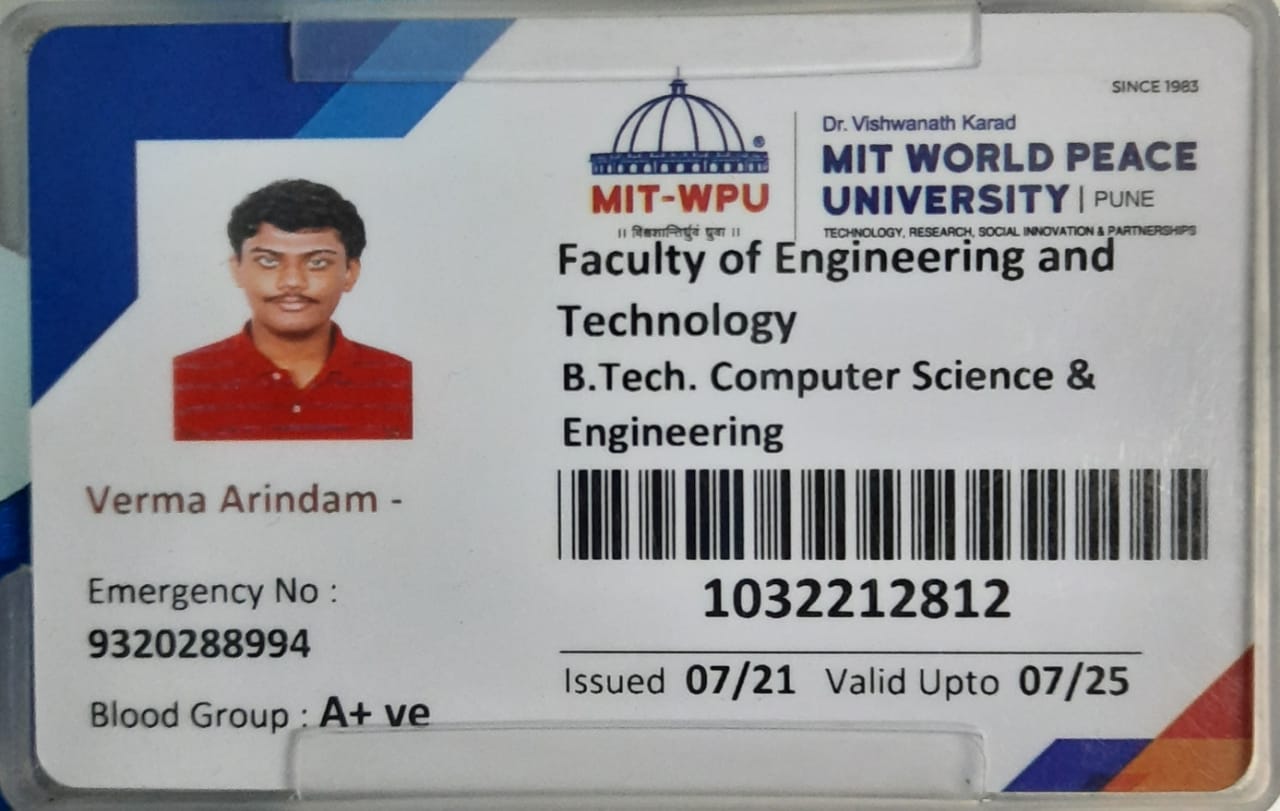 SINCE 1983
Dr. Vishwanath Karad
MIT WORLD PEACE
UNIVERSITY | PUNE
TECHNOLOGY, RESEARCH, SOCIAL INNOVATION & PARTNERSHIPS
®
MIT-WPU
॥ विश्वशान्तिर्ध्रुवं ध्रुवा ॥
Faculty of Engineering and
Technology
B.Tech. Computer Science &
Engineering
1032212812
Issued 07/21 Valid Upto 07/25
Verma Arindam -
Emergency No :
9320288994
Blood Group : A+ ve